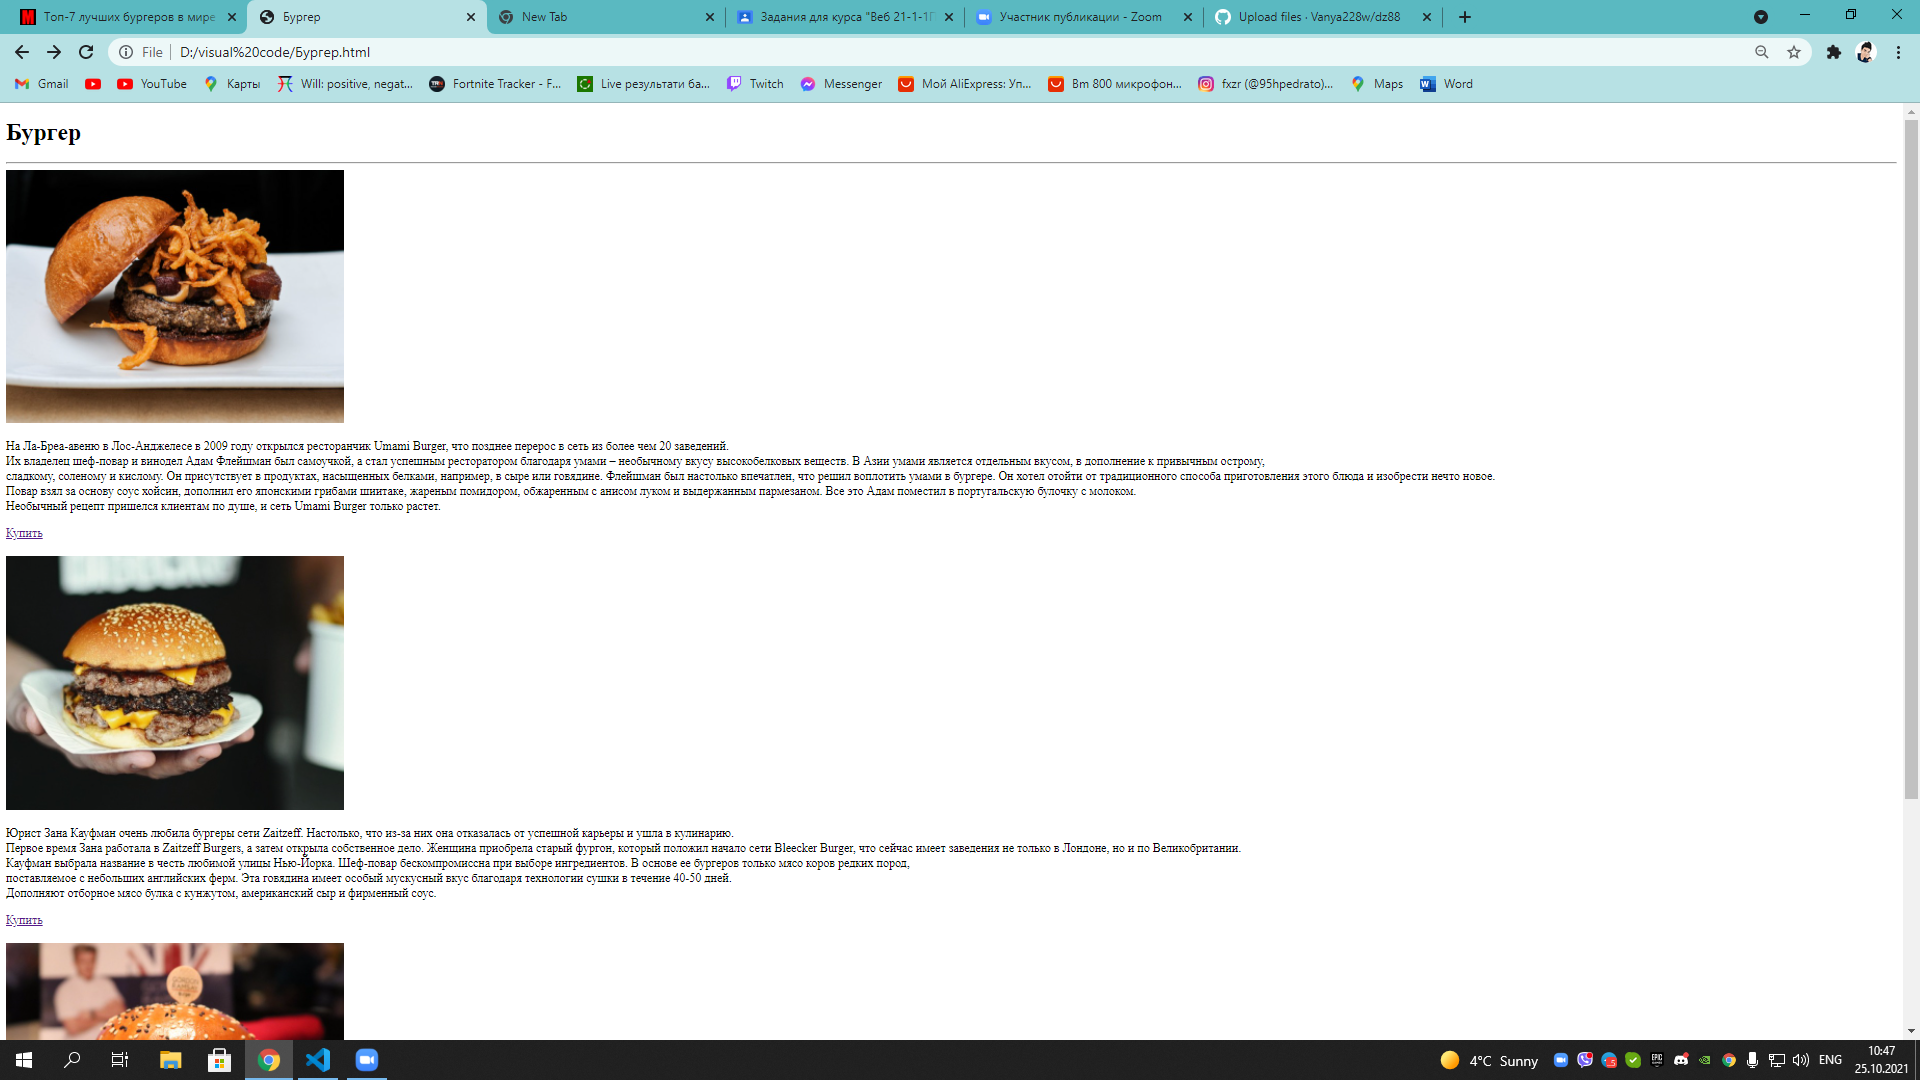 Топ-7 лучших бургеров в мире
Бургер
New Tab
Задания для курса "Веб 21-1-1Г
Участник публикации - Zoom
Upload files · Vanya228w/dz88
File
D:/visual%20code/Бургер.html
Gmail
YouTube
Карты
Will: positive, negat...
Fortnite Tracker - F...
Live результати ба...
Twitch
Messenger
Мой AliExpress: Уп...
Bm 800 микрофон...
fxzr (@95hpedrato)...
Maps
Word
Бургер
На Ла-Бреа-авеню в Лос-Анджелесе в 2009 году открылся ресторанчик Umami Burger, что позднее перерос в сеть из более чем 20 заведений.
Их владелец шеф-повар и винодел Адам Флейшман был самоучкой, а стал успешным ресторатором благодаря умами – необычному вкусу высокобелковых веществ. В Азии умами является отдельным вкусом, в дополнение к привычным острому,
сладкому, соленому и кислому. Он присутствует в продуктах, насыщенных белками, например, в сыре или говядине. Флейшман был настолько впечатлен, что решил воплотить умами в бургере. Он хотел отойти от традиционного способа приготовления этого блюда и изобрести нечто новое.
Повар взял за основу соус хойсин, дополнил его японскими грибами шиитаке, жареным помидором, обжаренным с анисом луком и выдержанным пармезаном. Все это Адам поместил в португальскую булочку с молоком.
Необычный рецепт пришелся клиентам по душе, и сеть Umami Burger только растет.
Купить
Юрист Зана Кауфман очень любила бургеры сети Zaitzeff. Настолько, что из-за них она отказалась от успешной карьеры и ушла в кулинарию.
Первое время Зана работала в Zaitzeff Burgers, а затем открыла собственное дело. Женщина приобрела старый фургон, который положил начало сети Bleecker Burger, что сейчас имеет заведения не только в Лондоне, но и по Великобритании.
Кауфман выбрала название в честь любимой улицы Нью-Йорка. Шеф-повар бескомпромиссна при выборе ингредиентов. В основе ее бургеров только мясо коров редких пород,
поставляемое с небольших английских ферм. Эта говядина имеет особый мускусный вкус благодаря технологии сушки в течение 40-50 дней.
Дополняют отборное мясо булка с кунжутом, американский сыр и фирменный соус.
Купить
4°C Sunny
ENG
10:47
25.10.2021